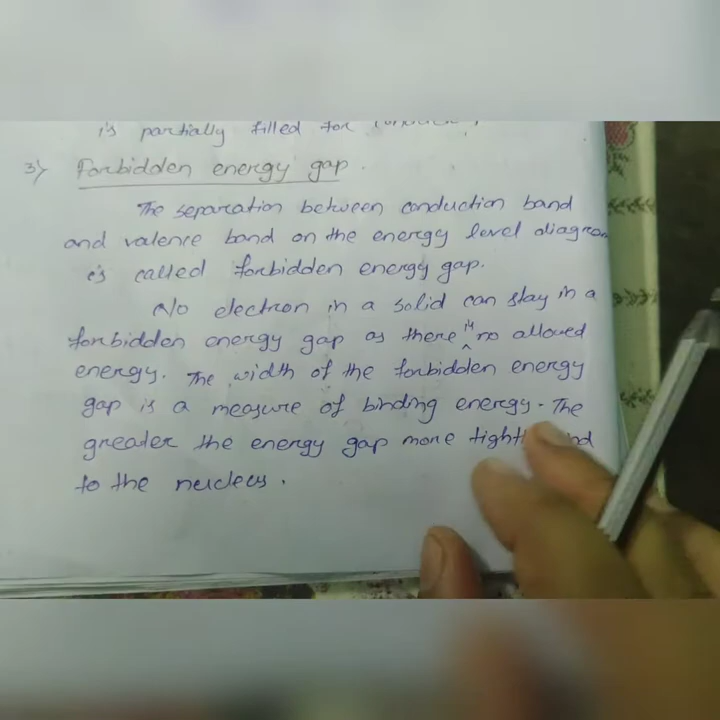 is partially filled for
3) Forbidden energy gap.
The separation between conduction band
and valence band on the energy level diagram
is called forbidden energy gap.
No electron in a solid can stay in a
forbidden energy gap as there is no allowed
energy. The width of the forbidden energy
gap is a measure of binding energy. The
greater the energy gap more
to the nucleus.